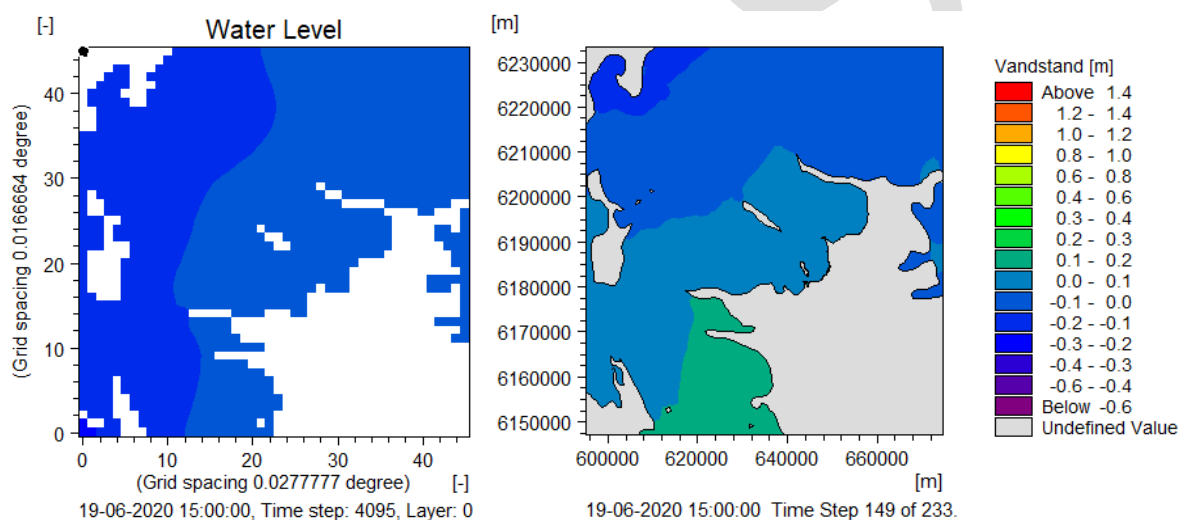 [-]
Water Level
40
30
20
10
0
(Grid spacing 0.0166664 degree)
0
10
20
30
40
(Grid spacing 0.0277777 degree)
[-]
19-06-2020 15:00:00, Time step: 4095, Layer: 0
[m]
6230000
6220000
6210000
6200000
6190000
6180000
6170000
6160000
6150000
600000
620000
640000
660000
[m]
19-06-2020 15:00:00 Time Step 149 of 233.
Vandstand [m]
Above 1.4
1.2 - 1.4
1.0 - 1.2
0.8 - 1.0
0.6 - 0.8
0.4 - 0.6
0.3 - 0.4
0.2 - 0.3
0.1 - 0.2
0.0 - 0.1
-0.1 - 0.0
-0.2 - -0.1
-0.3 - -0.2
-0.4 - -0.3
-0.6 - -0.4
Below -0.6
Undefined Value